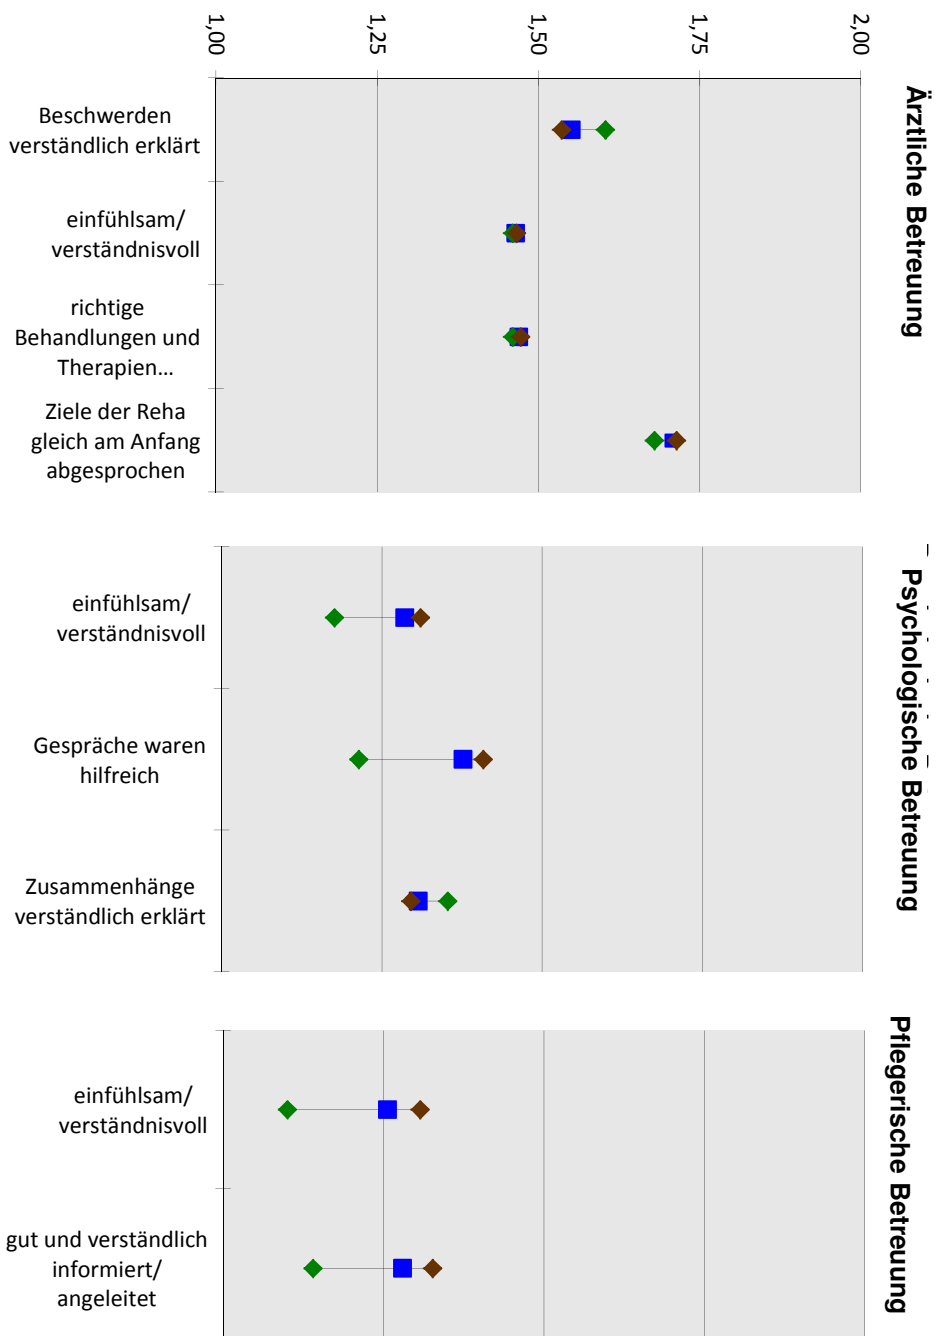 1,00
1,25
1,50
1,75
2,00
Ärztliche Betreuung
Beschwerden
verständlich erklärt
einfühlsam/
verständnisvoll
richtige
Behandlungen und
Therapien…
Ziele der Reha
gleich am Anfang
abgesprochen
Psychologische Betreuung
einfühlsam/
verständnisvoll
Gespräche waren
hilfreich
Zusammenhänge
verständlich erklärt
Pflegerische Betreuung
einfühlsam/
verständnisvoll
gut und verständlich
informiert/
angeleitet